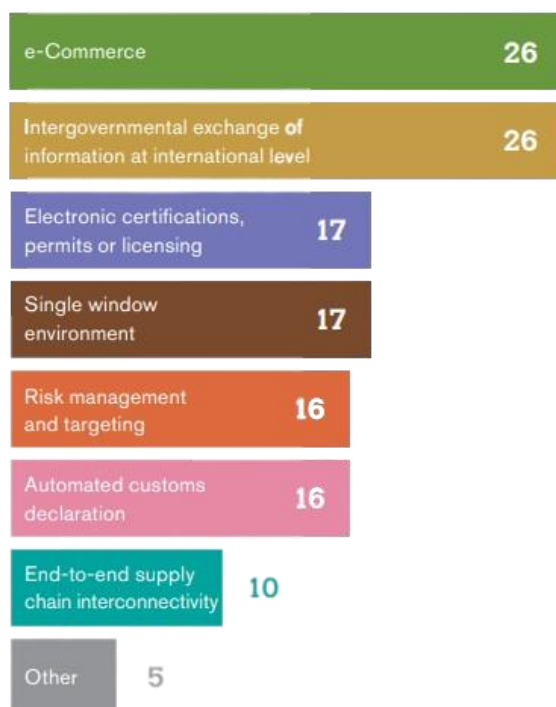 e-Commerce 26
Intergovernmental exchange of
information at international level 26
Electronic certifications,
permits or licensing 17
Single window
environment 17
Risk management
and targeting 16
Automated customs
declaration 16
End-to-end supply
chain interconnectivity 10
Other 5